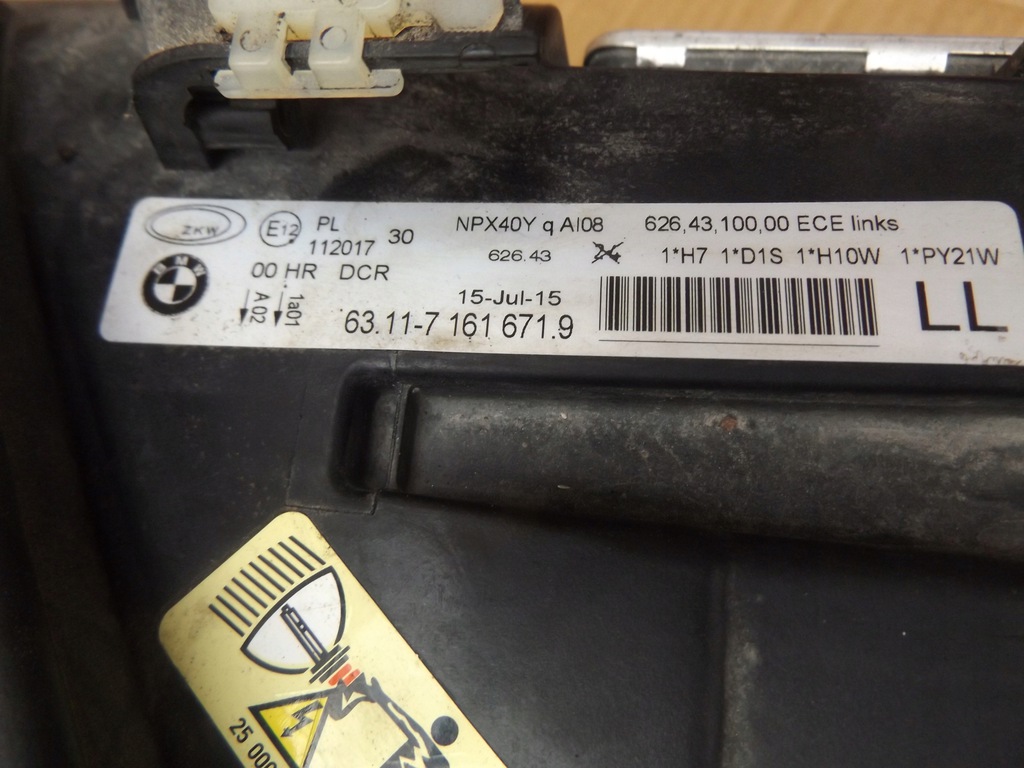 ZKW E12 PL 30 NPX40Y q AI08 626,43,100,00 ECE links
112017 626.43 1*H7 1*D1S 1*H10W 1*PY21W
BMW 00 HR DCR
A 02 1a01 15-Jul-15 LL
63.11-7 161 671.9
25 000